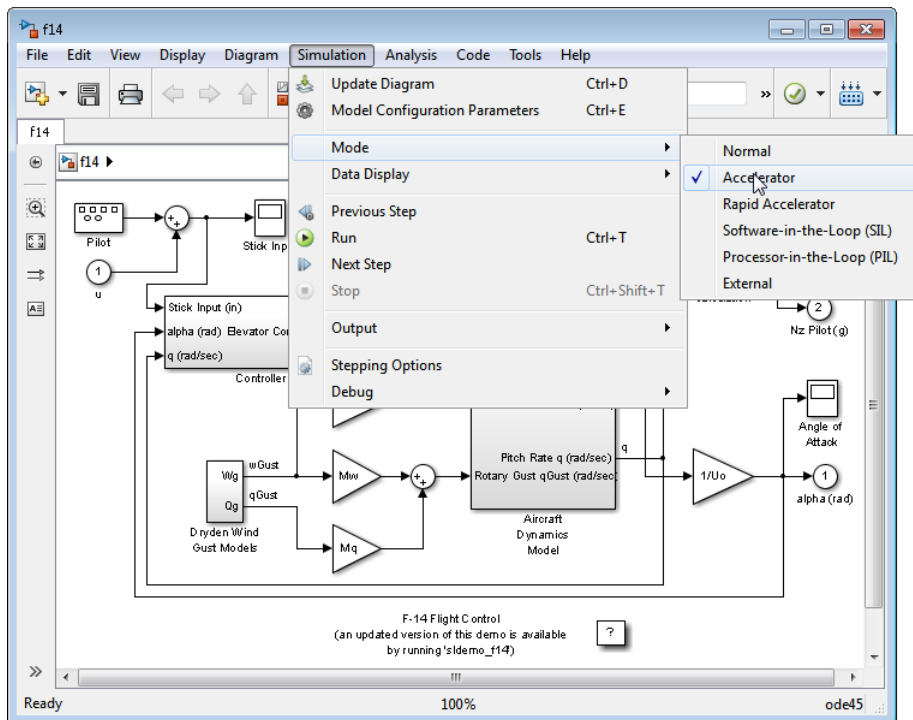 f14
File Edit View Display Diagram Simulation Analysis Code Tools Help
Update Diagram Ctrl+D
Model Configuration Parameters Ctrl+E
f14
f14
Mode
Data Display
Previous Step
Run Ctrl+T
Next Step
Stop Ctrl+Shift+T
Output
Stepping Options
Debug
Normal
Accelerator
Rapid Accelerator
Software-in-the-Loop (SIL)
Processor-in-the-Loop (PIL)
External
Pilot
Stick Inp
1
u
2
Nz Pilot(g)
Stick Input (in)
alpha (rad) Elevator Co
q (rad/sec)
Controller
Angle of
Attack
Pitch Rate q (rad/sec)
q
Rotary Gust qGust (rad/sec
Wg
wGust
Mw
Qg
qGust
Mq
1/Uo
1
alpha (rad)
Dryden Wind
Gust Models
Aircraft
Dynamics
Model
F-14 Flight Control
(an updated version of this demo is available
by running 'sldemo_f14')
?
Ready 100% ode45